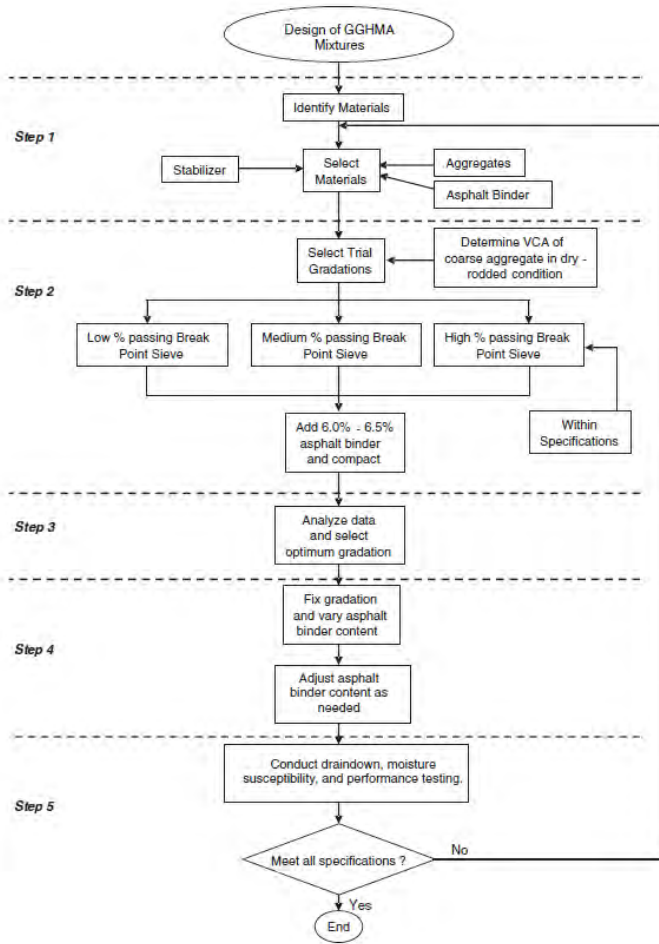 Design of GGHMA
Mixtures
Identify Materials
Step 1
Stabilizer
Select
Materials
Aggregates
Asphalt Binder
Select Trial
Gradations
Determine VCA of
coarse aggregate in dry -
rodded condition
Step 2
Low % passing Break
Point Sieve
Medium % passing Break
Point Sieve
High % passing Break
Point Sieve
Add 6.0% - 6.5%
asphalt binder
and compact
Within
Specifications
Step 3
Analyze data
and select
optimum gradation
Fix gradation
and vary asphalt
binder content
Step 4
Adjust asphalt
binder content as
needed
Conduct draindown, moisture
susceptibility, and performance testing.
Step 5
Meet all specifications ?
No
Yes
End